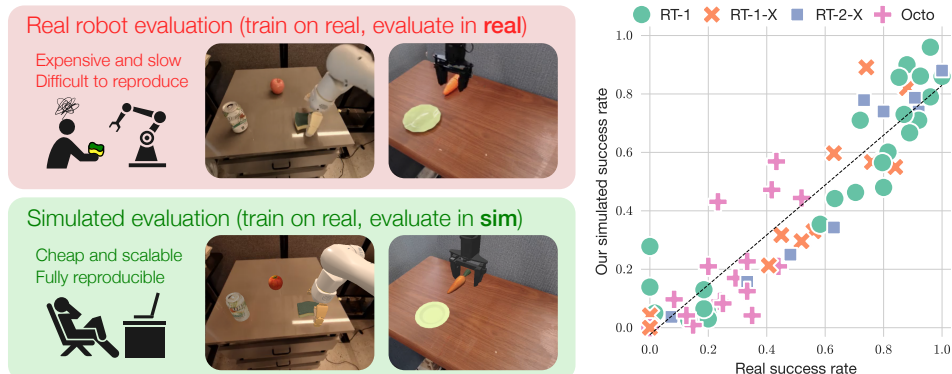 Real robot evaluation (train on real, evaluate in real)
Expensive and slow
Difficult to reproduce
Simulated evaluation (train on real, evaluate in sim)
Cheap and scalable
Fully reproducible
RT-1 RT-1-X RT-2-X Octo
Our simulated success rate
1.0
0.8
0.6
0.4
0.2
0.0
0.0 0.2 0.4 0.6 0.8 1.0
Real success rate